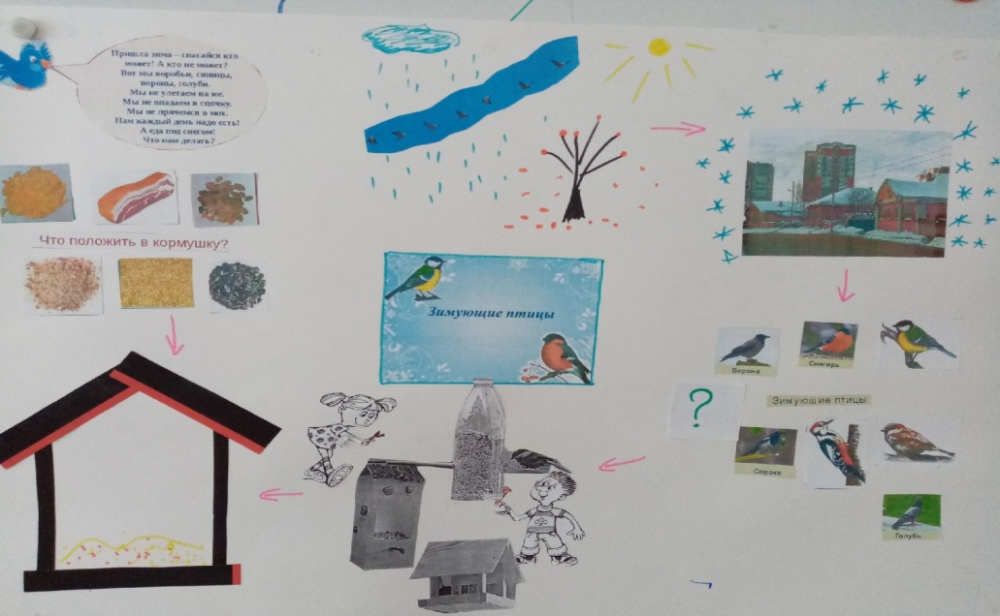 Пришла зима – спасайся кто
может! А кто не может?
Вот мы воробьи, синицы,
вороны, голуби.
Мы не улетаем на юг.
Мы не впадаем в спячку.
Мы не прячемся в мох.
Нам каждый день надо есть!
А еда под снегом!
Что нам делать?
Что положить в кормушку?
Зимующие птицы
Ворона
Снегирь
?
Зимующие птицы
Сорока
Голубь